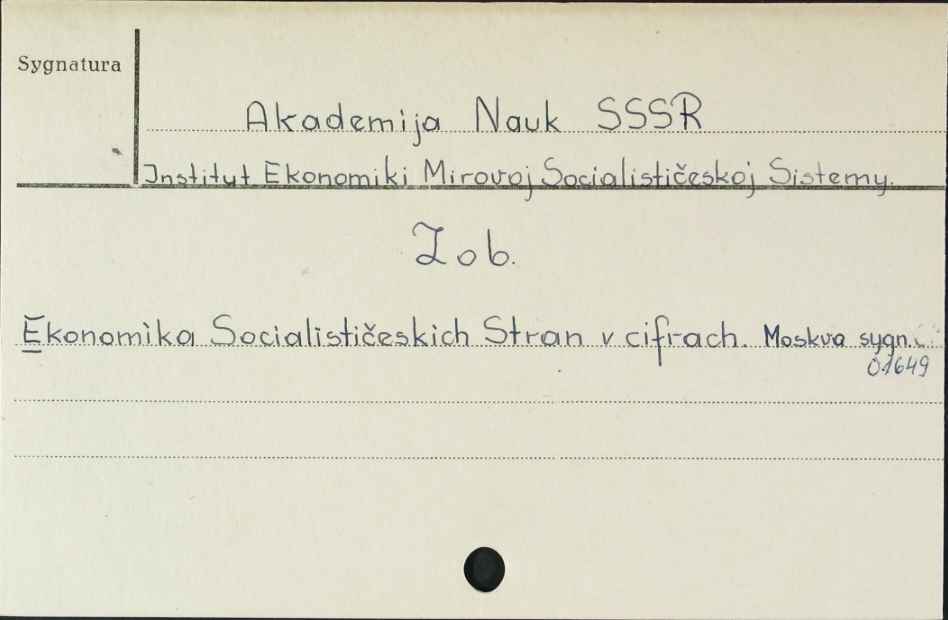 Sygnatura
Akademija Nauk SSSR
Institut Ekonomiki Mirovoj Socialističeskoj Sistemy.
Zob.
Ekonomika Socialističeskich Stran v cifrach. Moskva sygn.
01649